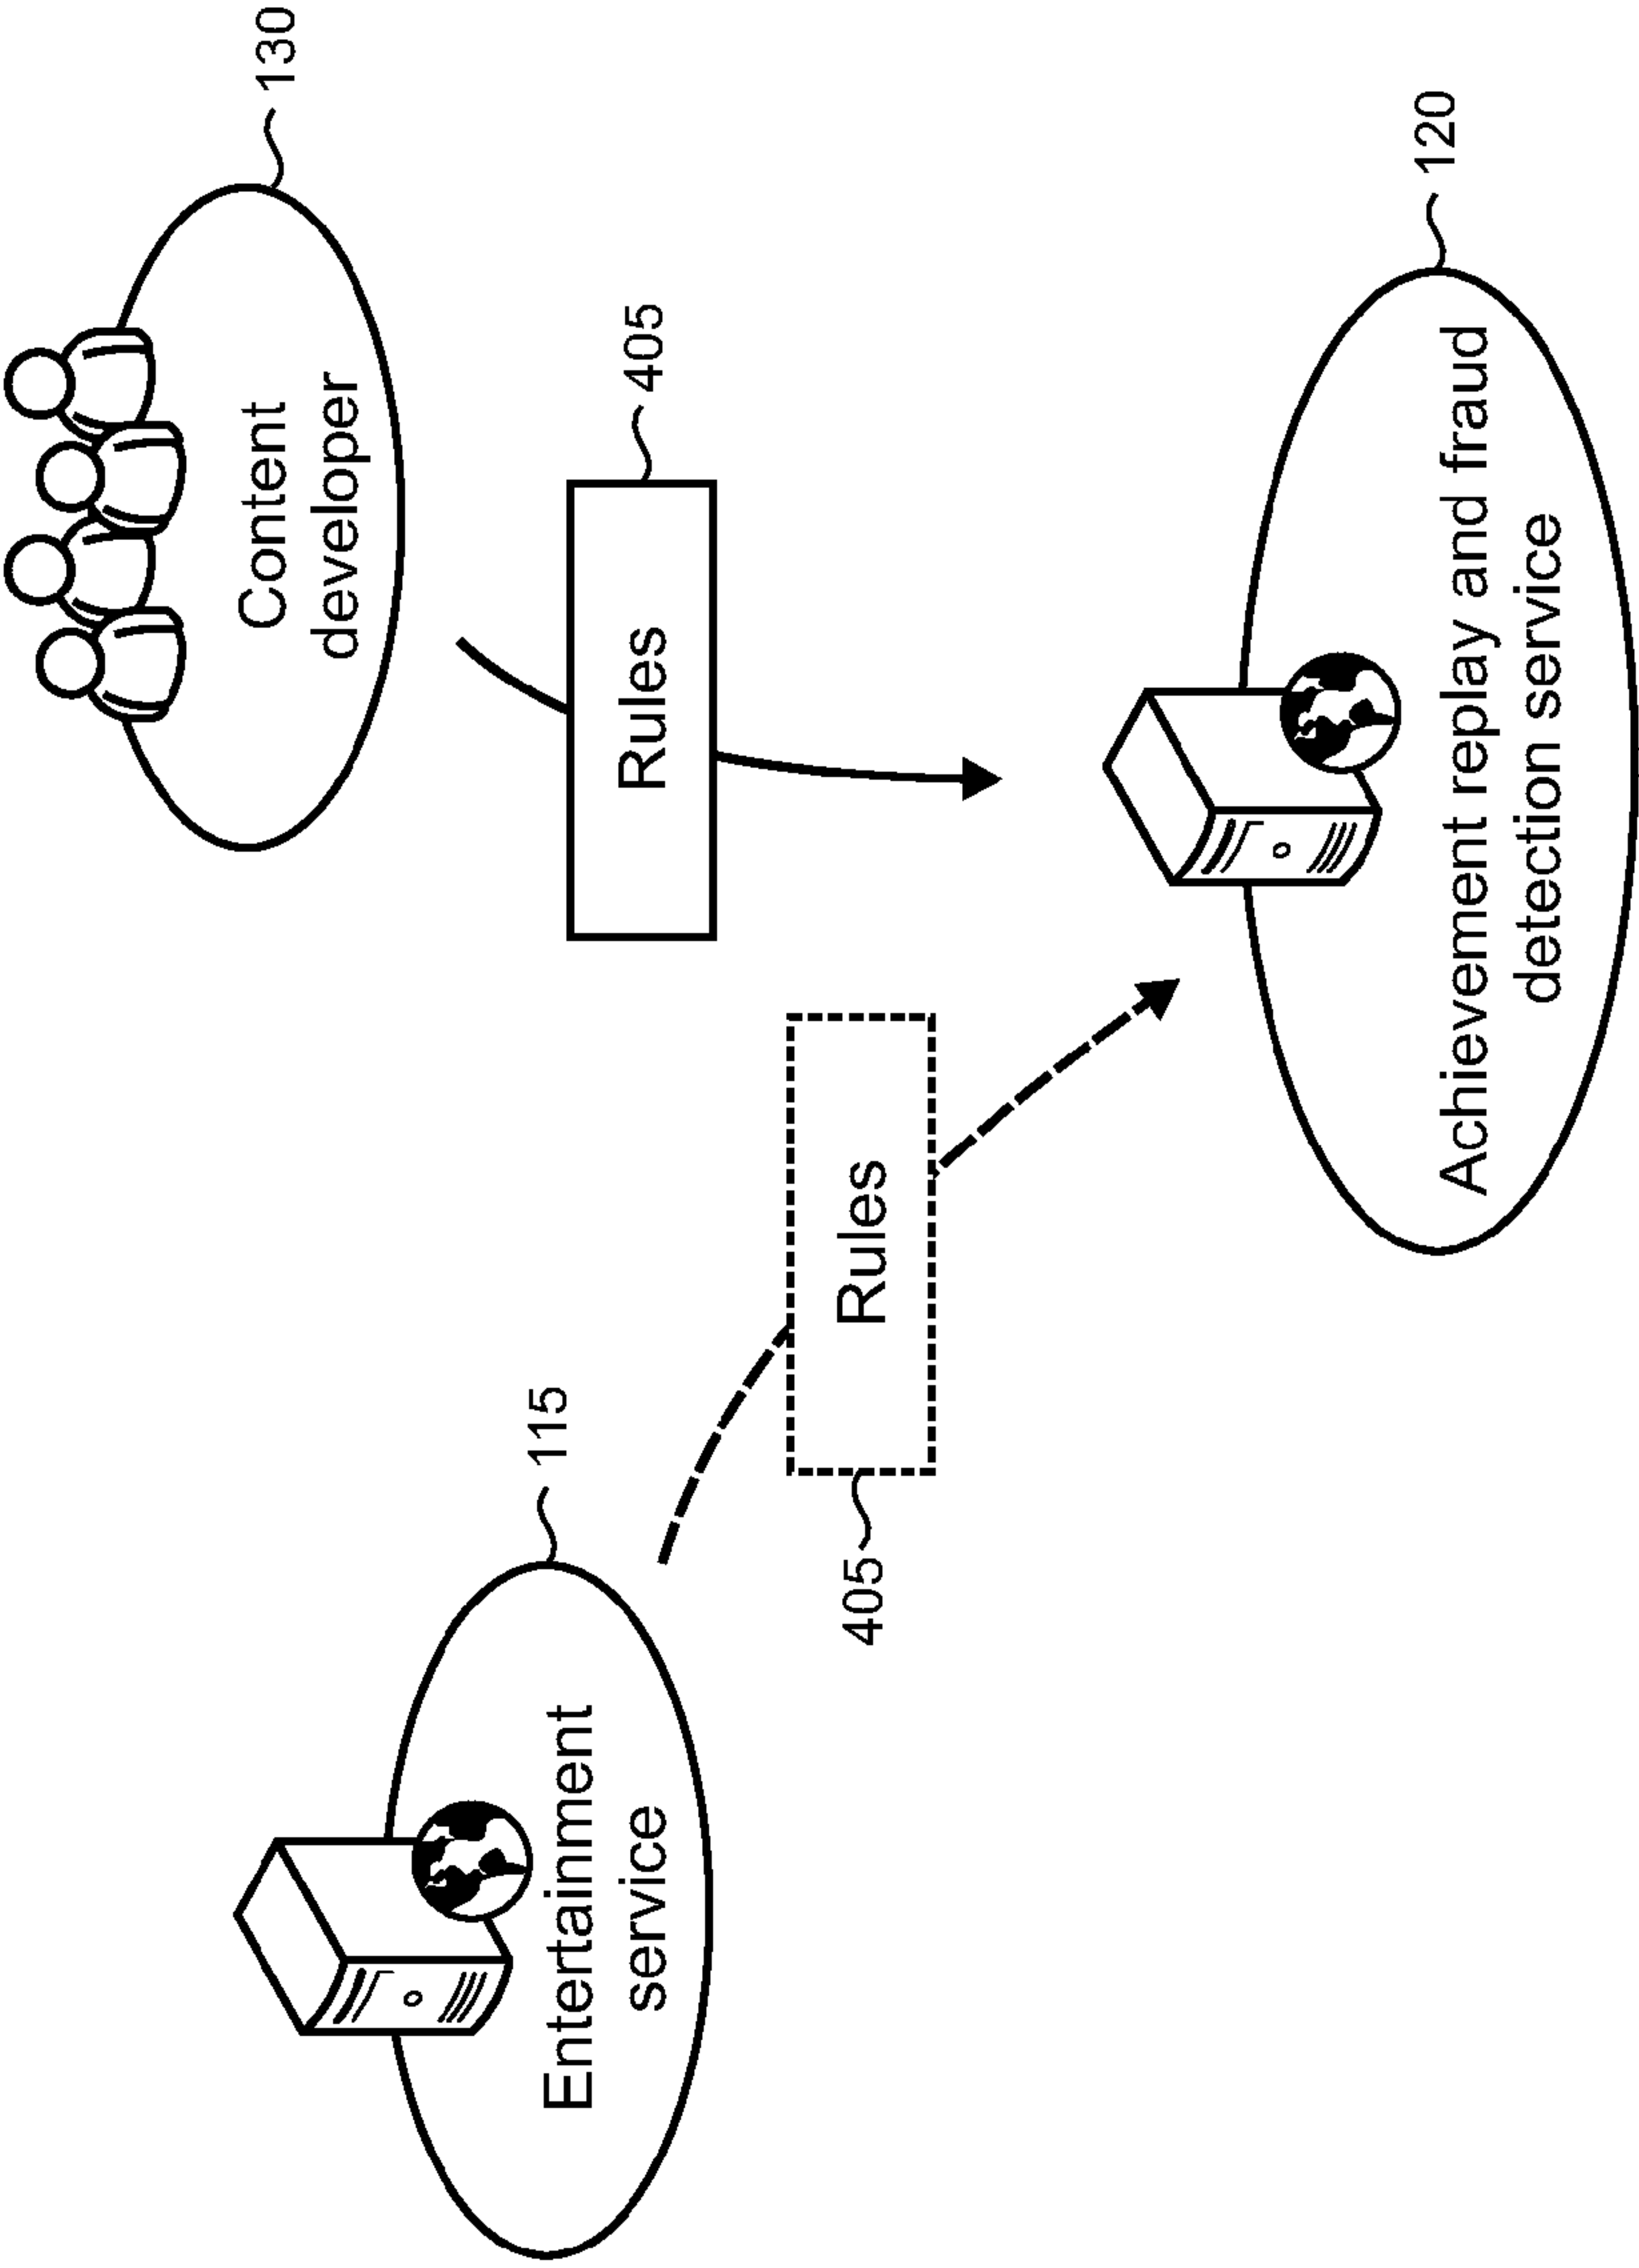 Content
developer
130
Rules
405
Entertainment
service
115
Rules
405
Achievement replay and fraud
detection service
120